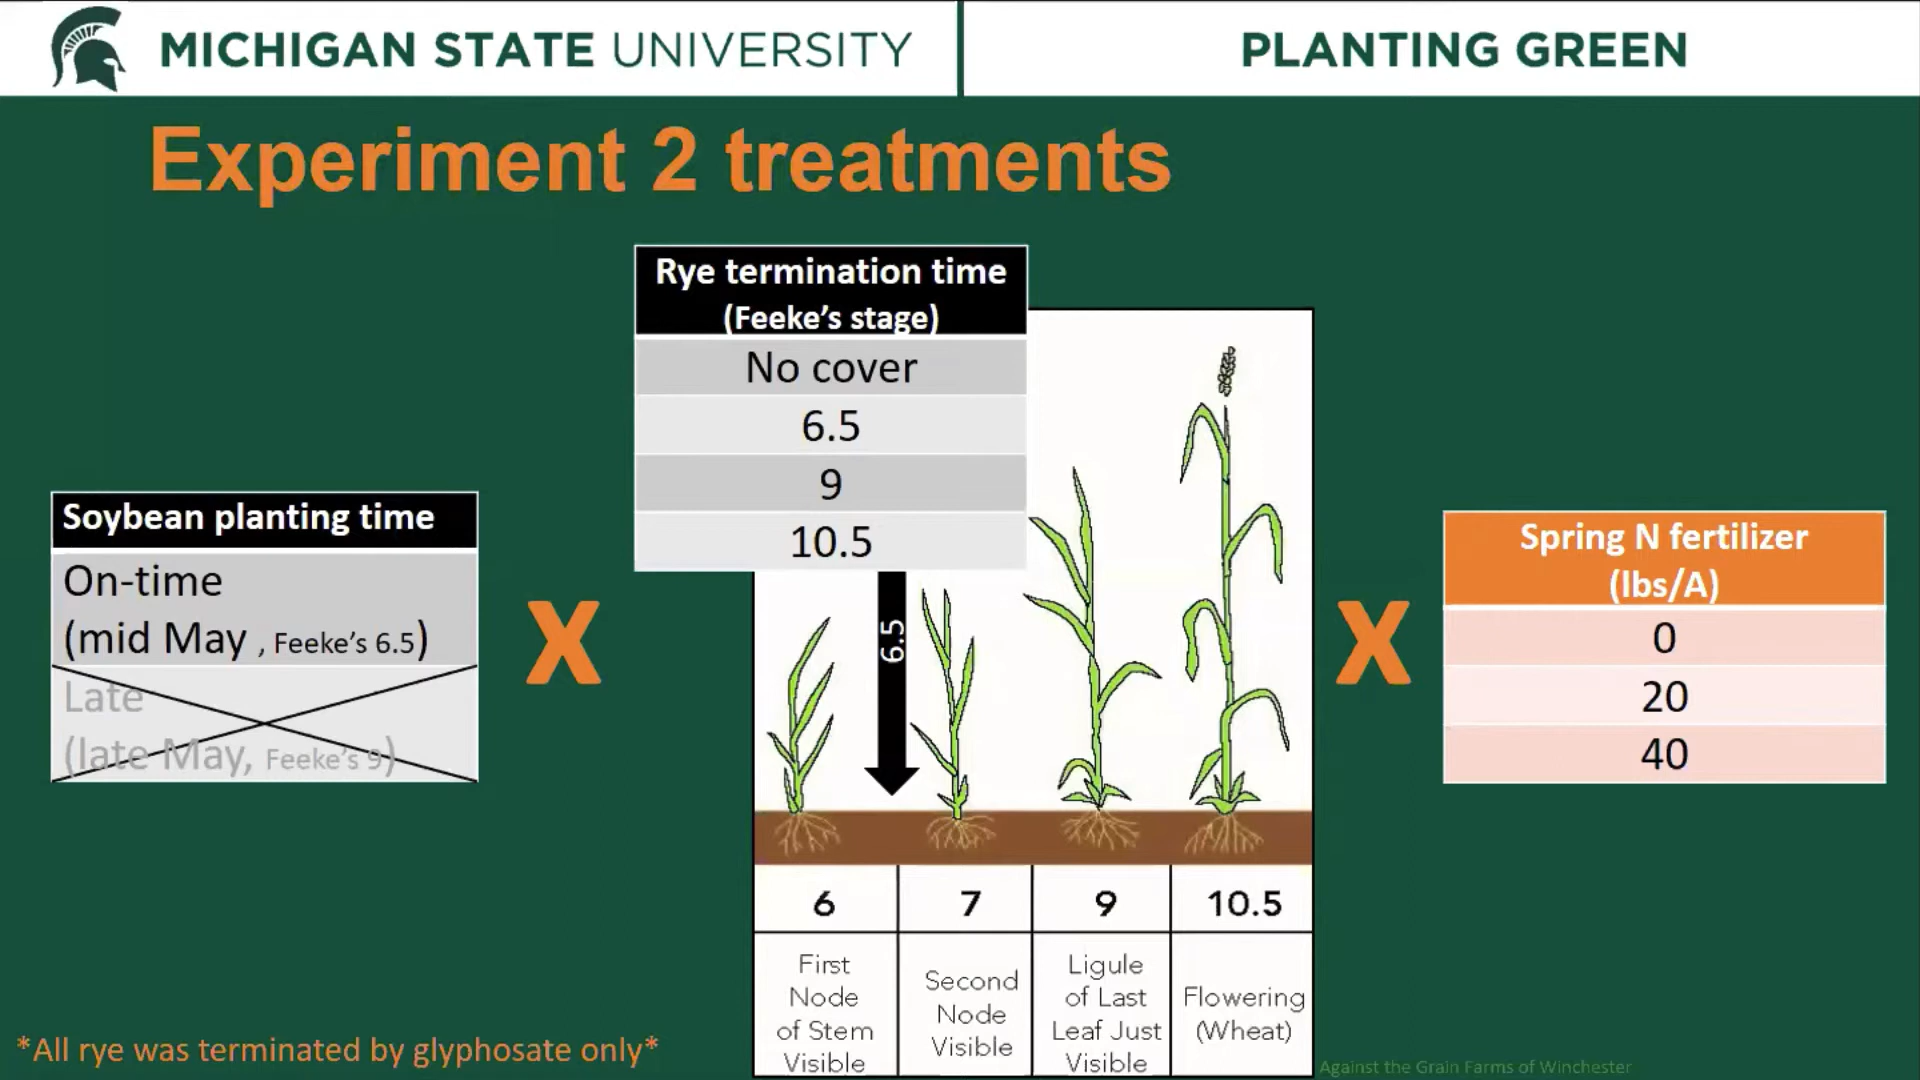 MICHIGAN STATE UNIVERSITY
PLANTING GREEN
Experiment 2 treatments
Rye termination time
(Feeke's stage)
No cover
6.5
9
10.5
Soybean planting time
On-time
(mid May , Feeke's 6.5)
Late
(late May, Feeke's 9)
X
6.5
X
Spring N fertilizer
(lbs/A)
0
20
40
6
7
9
10.5
First
Node
of Stem
Visible
Second
Node
Visible
Ligule
of Last
Leaf Just
Visible
Flowering
(Wheat)
*All rye was terminated by glyphosate only*
Against the Grain Farms of Winchester